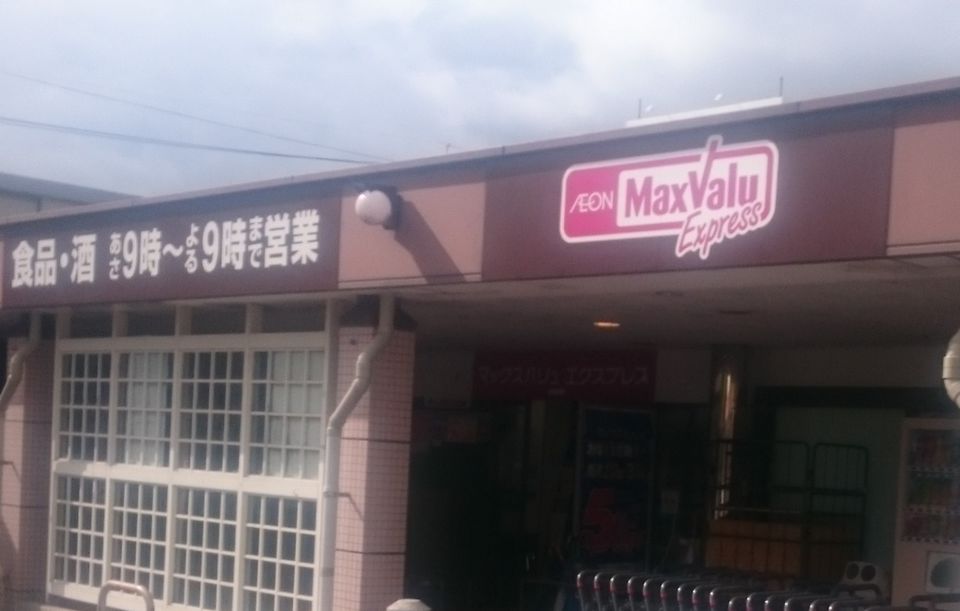 食品・酒 あさ9時～よる9時まで営業
ÆON MaxValu
Express
マックスバリュエクスプレス